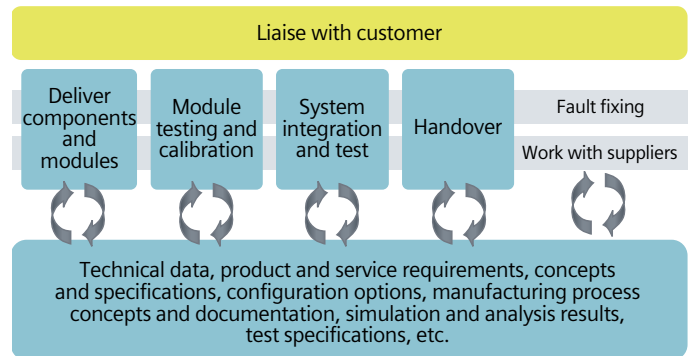 Liaise with customer
Deliver
components
and
modules
Module
testing and
calibration
System
integration
and test
Handover
Fault fixing
Work with suppliers
Technical data, product and service requirements, concepts
and specifications, configuration options, manufacturing process
concepts and documentation, simulation and analysis results,
test specifications, etc.